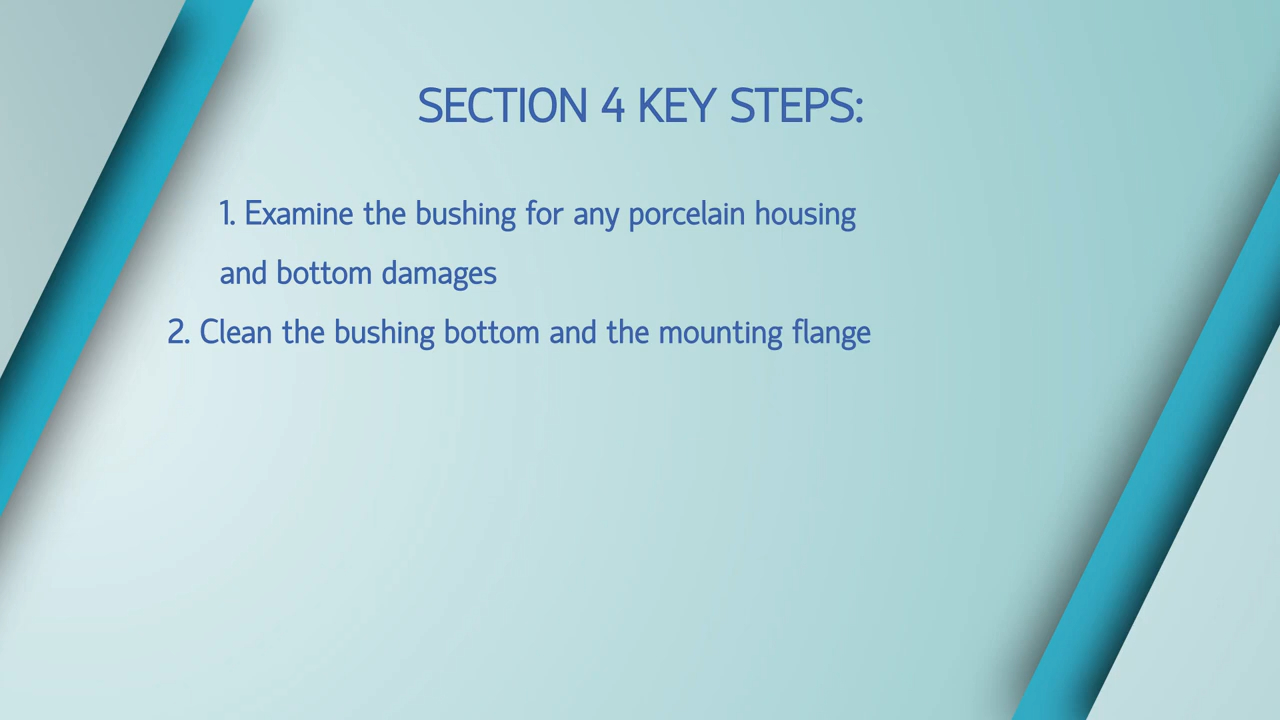 SECTION 4 KEY STEPS:
1. Examine the bushing for any porcelain housing
and bottom damages
2. Clean the bushing bottom and the mounting flange